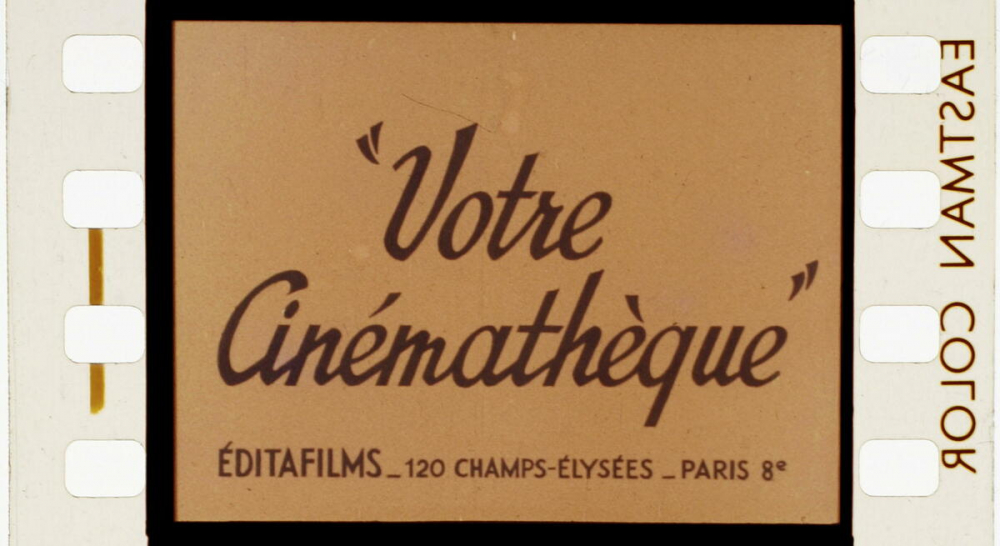 “Votre
Cinémathèque”
ÉDITAFILMS _ 120 CHAMPS-ÉLYSÉES _ PARIS 8e
EASTMAN COLOR